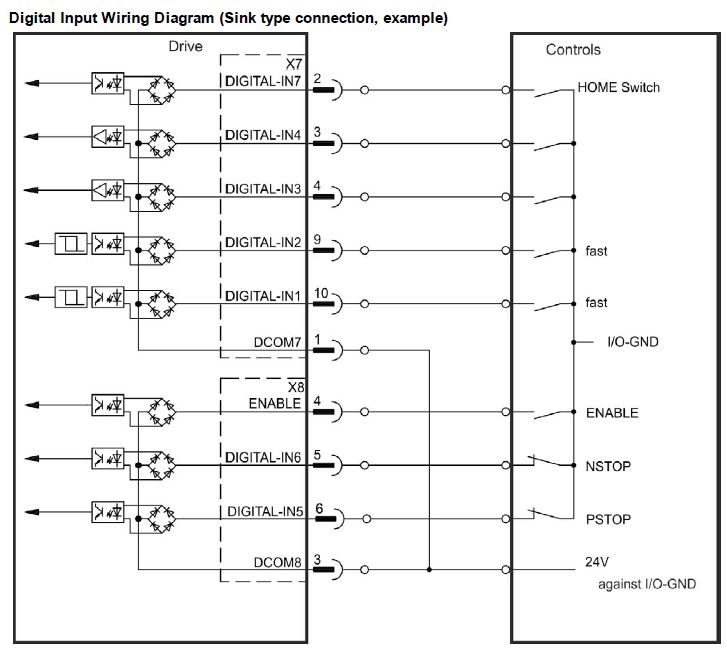 Digital Input Wiring Diagram (Sink type connection, example)
Drive
Controls
X7
DIGITAL-IN7 2 HOME Switch
DIGITAL-IN4 3
DIGITAL-IN3 4
DIGITAL-IN2 9 fast
DIGITAL-IN1 10 fast
DCOM7 1 I/O-GND
X8
ENABLE 4 ENABLE
DIGITAL-IN6 5 NSTOP
DIGITAL-IN5 6 PSTOP
DCOM8 3 24V
against I/O-GND